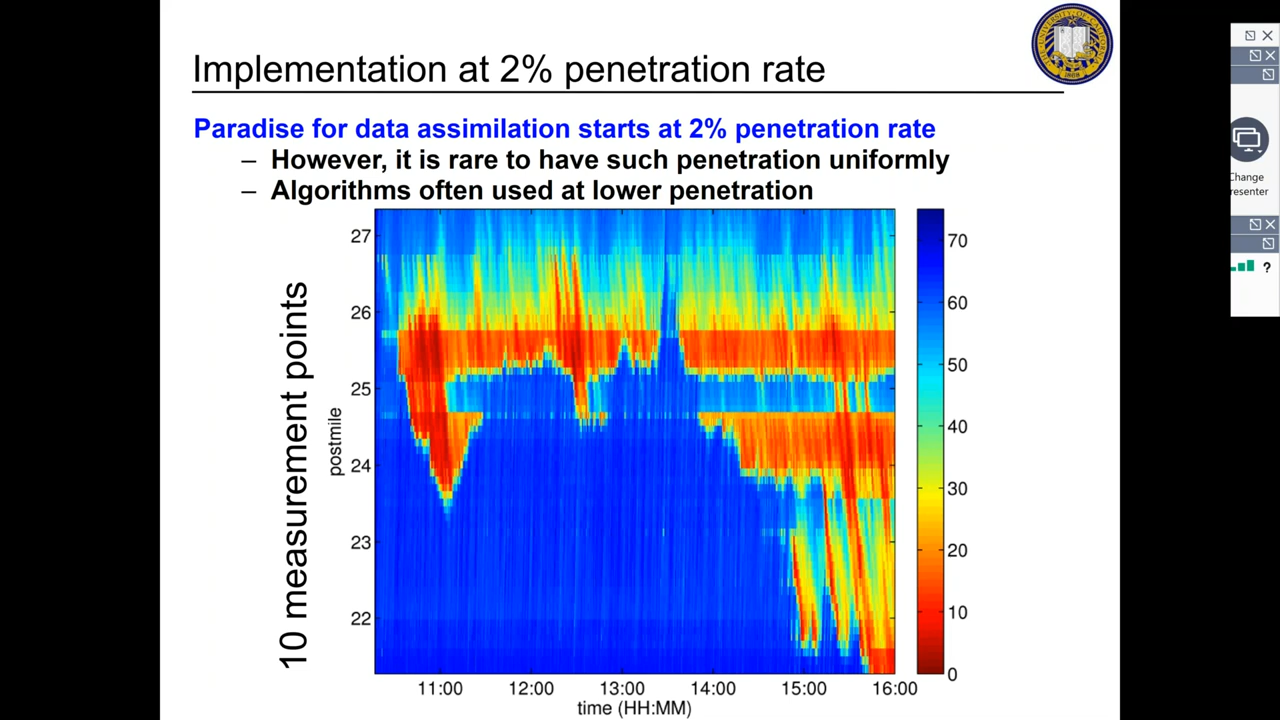 Implementation at 2% penetration rate
Paradise for data assimilation starts at 2% penetration rate
– However, it is rare to have such penetration uniformly
– Algorithms often used at lower penetration
10 measurement points
postmile
27
26
25
24
23
22
11:00 12:00 13:00 14:00 15:00 16:00
time (HH:MM)
70
60
50
40
30
20
10
0
Change
resenter
?